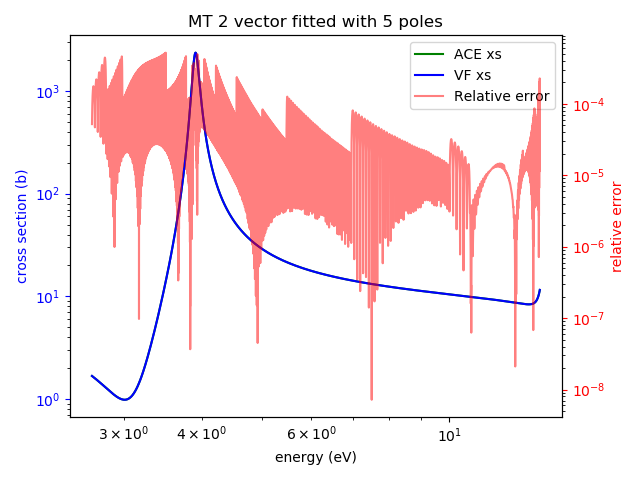 MT 2 vector fitted with 5 poles
ACE xs
VF xs
Relative error
10³
10²
10¹
10⁰
cross section (b)
10⁻⁴
10⁻⁵
10⁻⁶
10⁻⁷
10⁻⁸
relative error
3 × 10⁰
4 × 10⁰
6 × 10⁰
10¹
energy (eV)